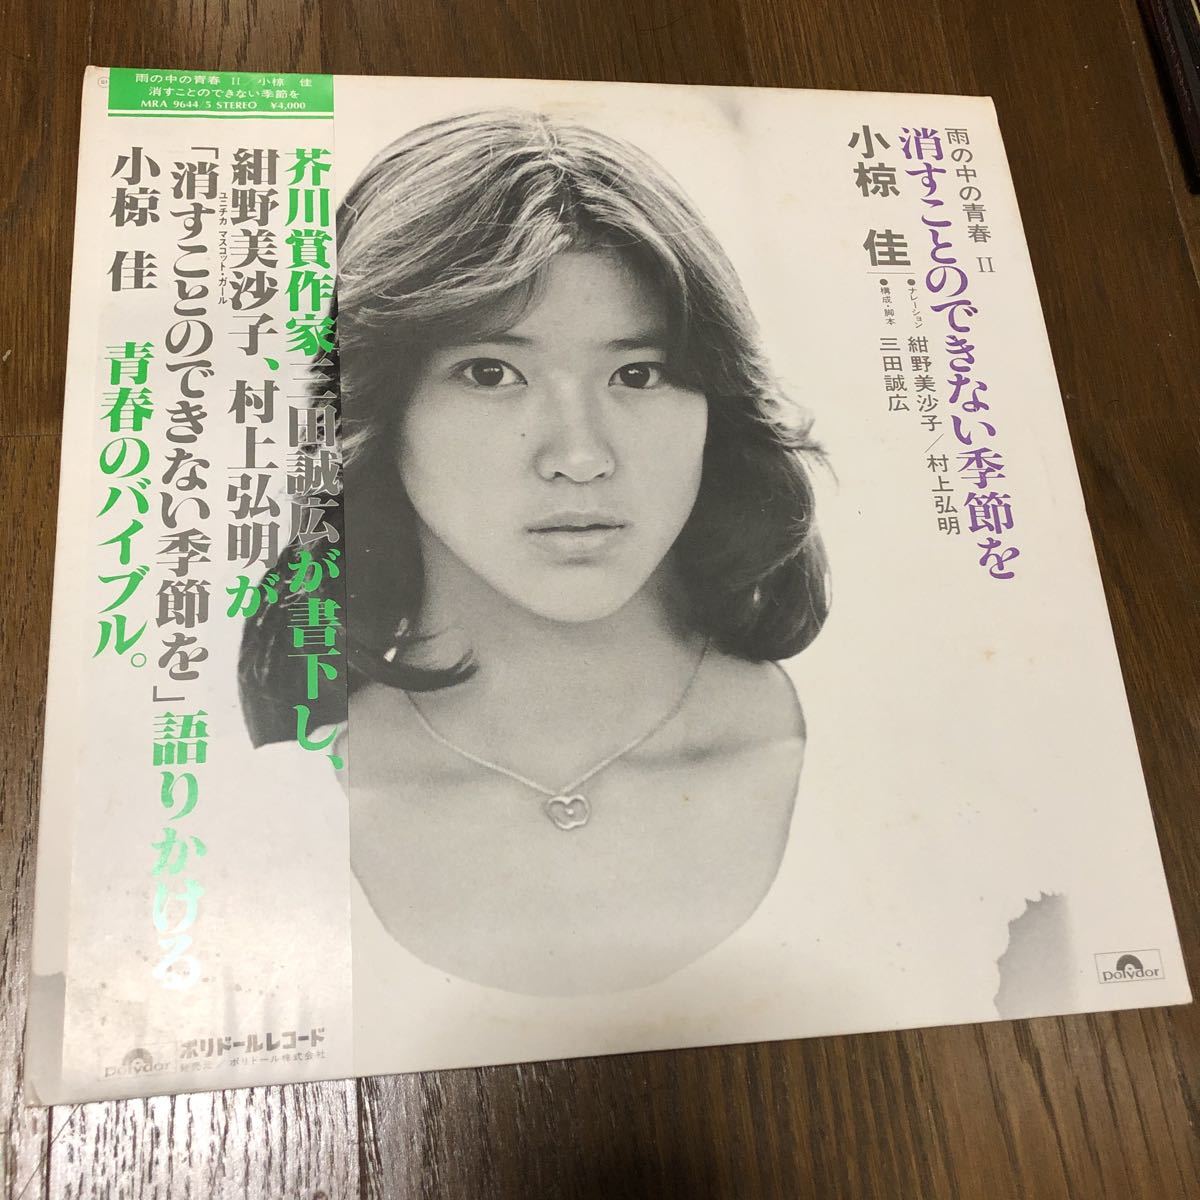 雨の中の青春 II／小椋 佳
消すことのできない季節を
MRA 9644/5 STEREO ¥4,000
芥川賞作家三田誠広が書下し、
ユニチカ マスコット・ガール
紺野美沙子、村上弘明が
「消すことのできない季節を」語りかける
小椋 佳 青春のバイブル。
polydor
ポリドールレコード
発売元／ポリドール株式会社
雨の中の青春 II
消すことのできない季節を
小椋 佳
●ナレーション 紺野美沙子／村上弘明
●構成・脚本 三田誠広
polydor